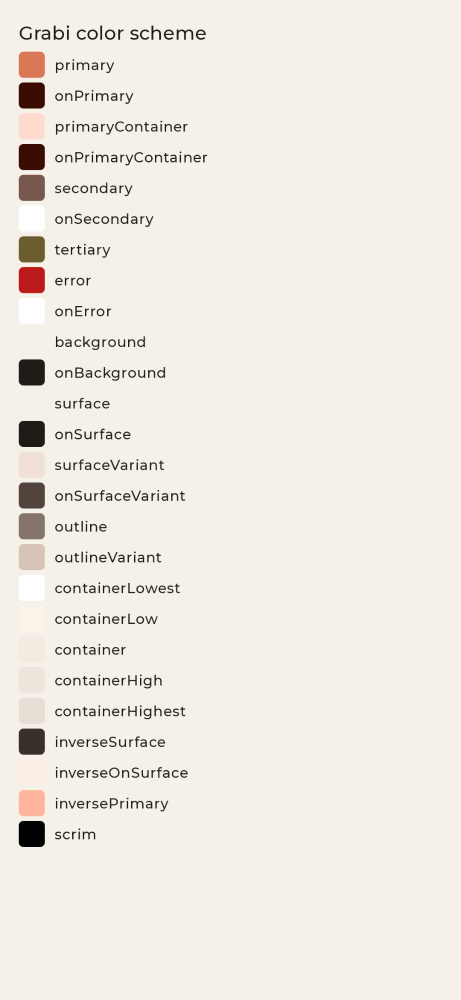 Grabi color scheme
primary
onPrimary
primaryContainer
onPrimaryContainer
secondary
onSecondary
tertiary
error
onError
background
onBackground
surface
onSurface
surfaceVariant
onSurfaceVariant
outline
outlineVariant
containerLowest
containerLow
container
containerHigh
containerHighest
inverseSurface
inverseOnSurface
inversePrimary
scrim